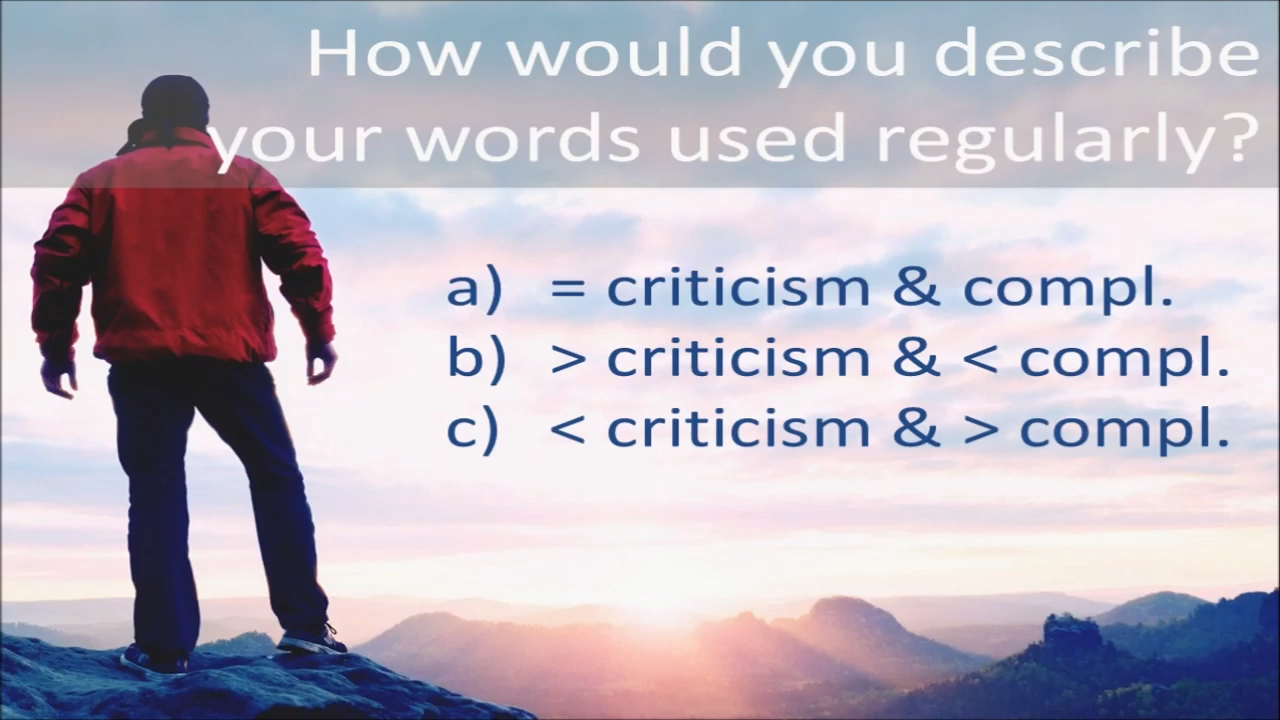 How would you describe
your words used regularly?
a) = criticism & compl.
b) > criticism & < compl.
c) < criticism & > compl.